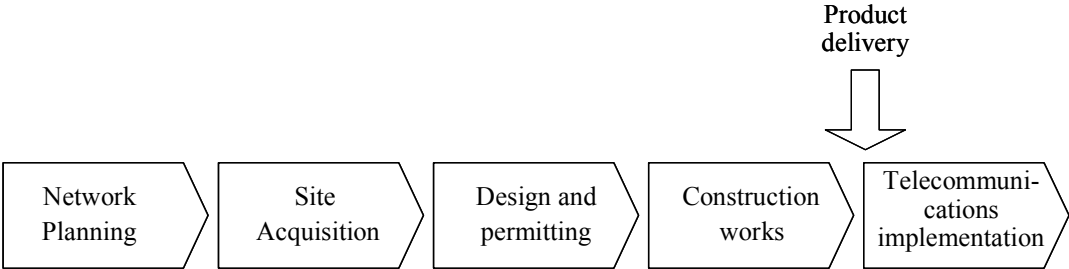 Product
delivery
Network
Planning
Site
Acquisition
Design and
permitting
Construction
works
Telecommuni-
cations
implementation